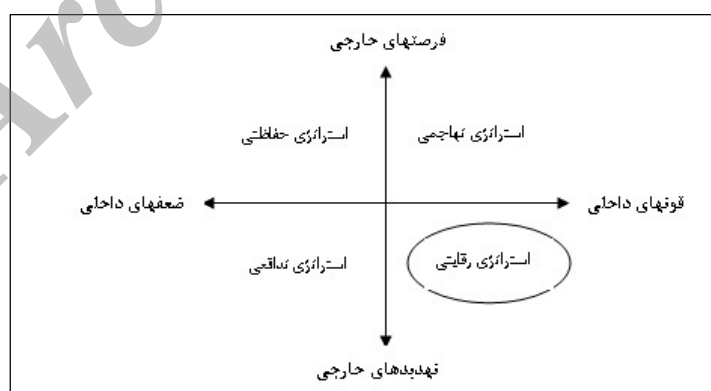 فرصتهای خارجی
استراتژی حفاظتی
استراتژی تهاجمی
ضعفهای داخلی
قوتهای داخلی
استراتژی تدافعی
استراتژی رقابتی
تهدیدهای خارجی